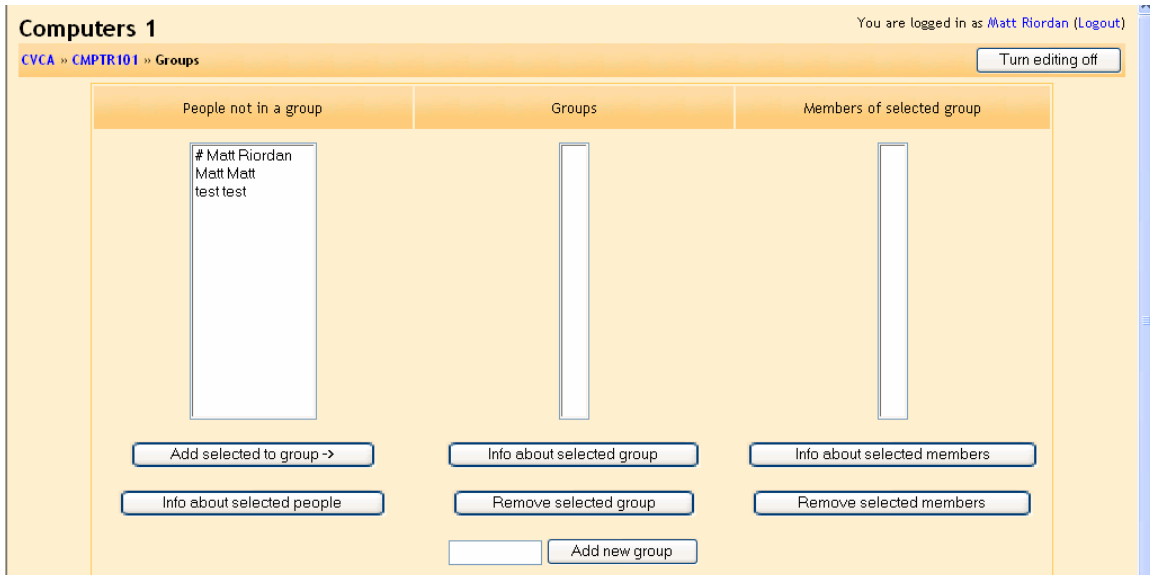 Computers 1
You are logged in as Matt Riordan (Logout)
CVCA » CMPTR101 » Groups
Turn editing off
People not in a group
Groups
Members of selected group
# Matt Riordan
Matt Matt
test test
Add selected to group ->
Info about selected group
Info about selected members
Info about selected people
Remove selected group
Remove selected members
Add new group